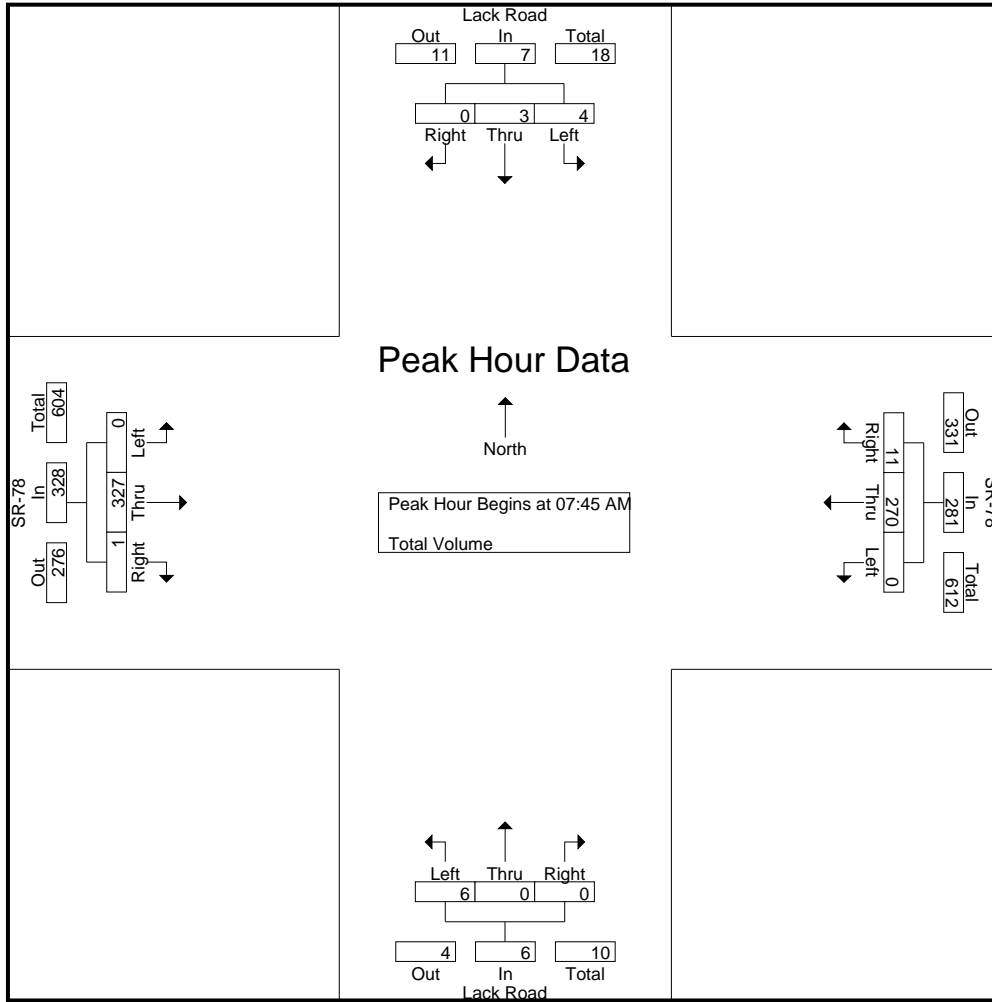 Lack Road
Out In Total
11 7 18
0 3 4
Right Thru Left
Peak Hour Data
North
Peak Hour Begins at 07:45 AM
Total Volume
SR-78
Total In Out
604 328 276
0 327 1
Left Thru Right
SR-78
Out In Total
331 281 612
11 270 0
Right Thru Left
Left Thru Right
6 0 0
4 6 10
Out In Total
Lack Road